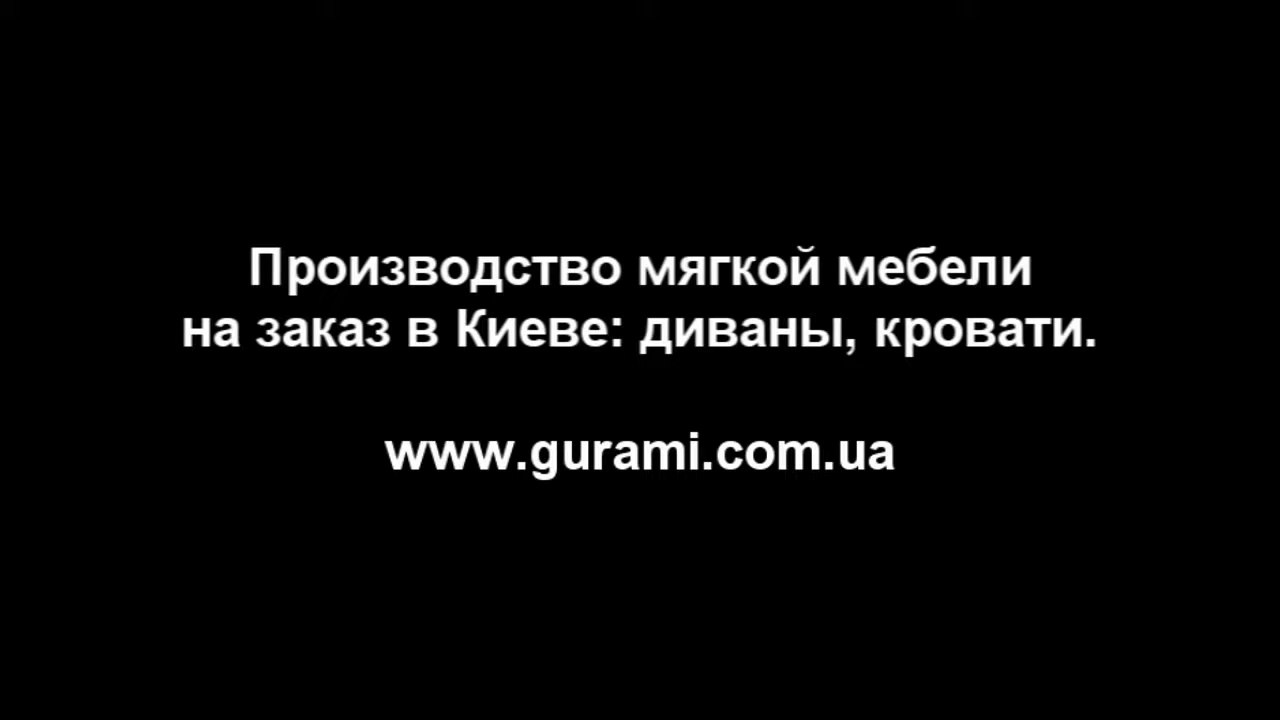 Производство мягкой мебели
на заказ в Киеве: диваны, кровати.
www.gurami.com.ua